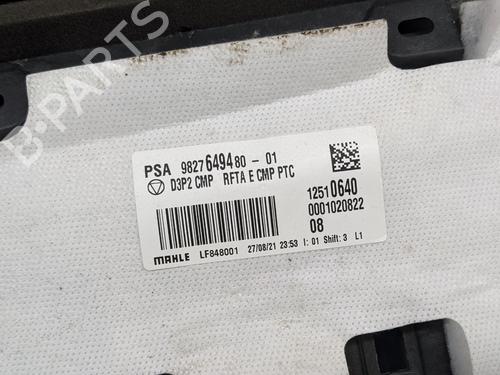 B-PARTS
PSA 9827649480-01
D3P2 CMP RFTA E CMP PTC
12510640
0001020822
08
MAHLE LF848001 27/08/21 23:53 I: 01 Shift: 3 L1